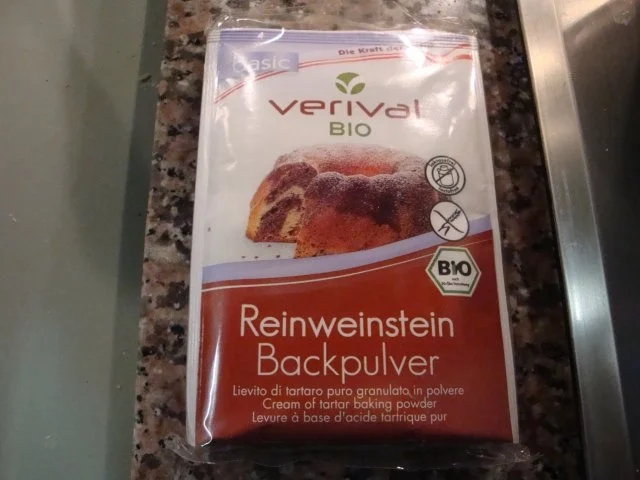 basic
Die Kraft der
verival
BIO
BIO
Reinweinstein
Backpulver
Lievito di tartaro puro granulato in polvere
Cream of tartar baking powder
Levure à base d'acide tartrique pur